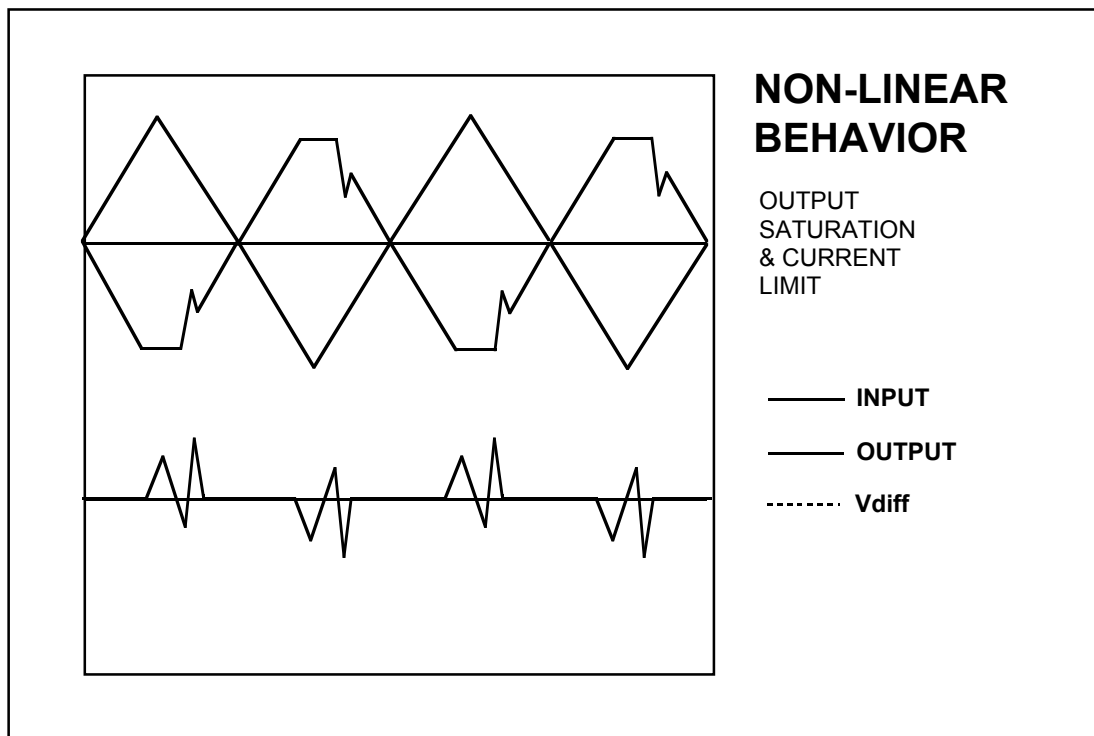 NON-LINEAR
BEHAVIOR
OUTPUT
SATURATION
& CURRENT
LIMIT
INPUT
OUTPUT
Vdiff